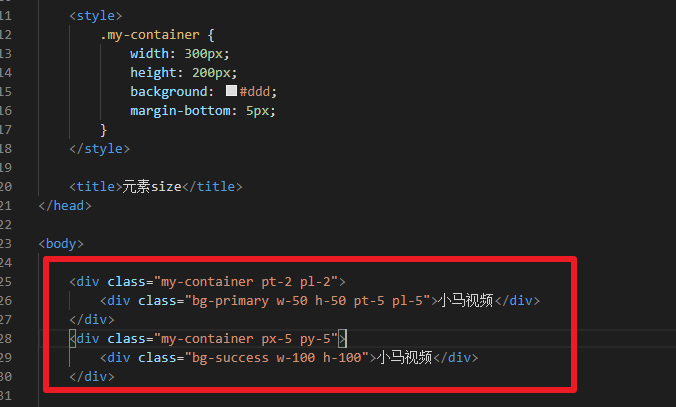 11 <style>
12 .my-container {
13 width: 300px;
14 height: 200px;
15 background: #ddd;
16 margin-bottom: 5px;
17 }
18 </style>
19
20 <title>元素size</title>
21 </head>
22
23 <body>
24
25 <div class="my-container pt-2 pl-2">
26 <div class="bg-primary w-50 h-50 pt-5 pl-5">小马视频</div>
27 </div>
28 <div class="my-container px-5 py-5">
29 <div class="bg-success w-100 h-100">小马视频</div>
30 </div>
31